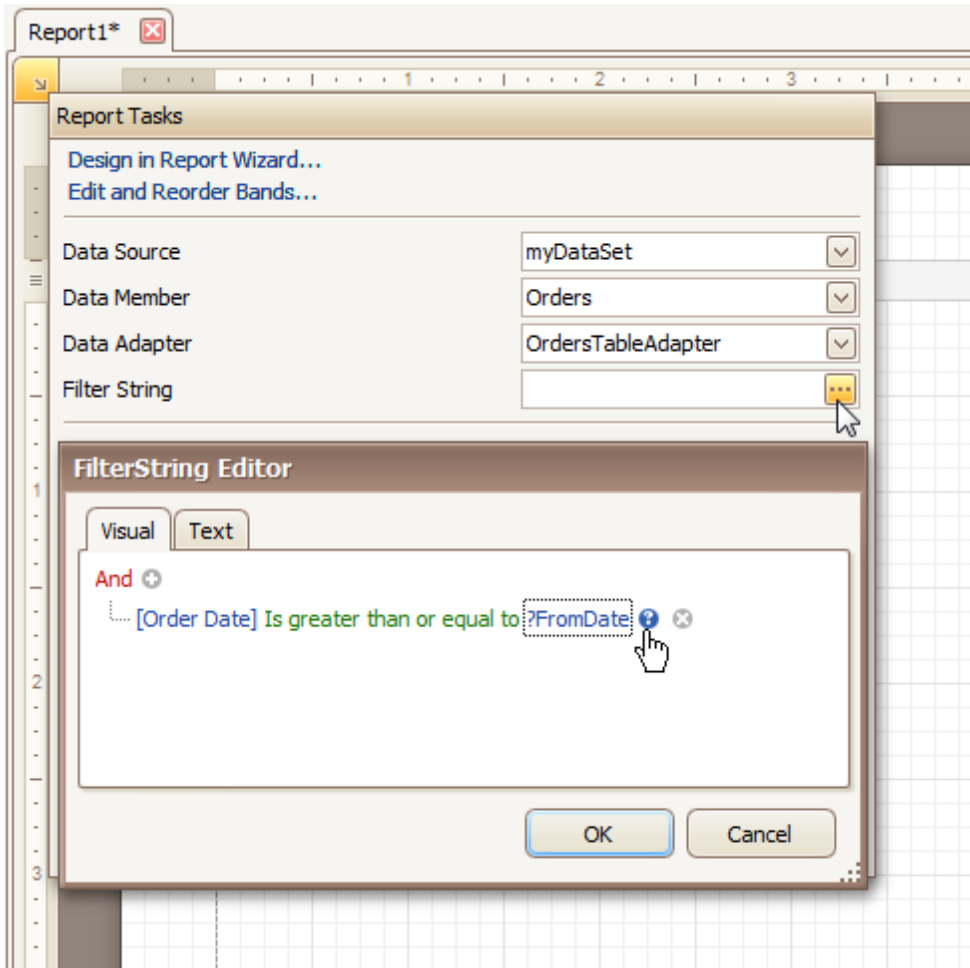 Report1*
1 2 3
Report Tasks
Design in Report Wizard...
Edit and Reorder Bands...
Data Source myDataSet
Data Member Orders
Data Adapter OrdersTableAdapter
Filter String
FilterString Editor
1
Visual Text
And
[Order Date] Is greater than or equal to ?FromDate
2
OK Cancel
3